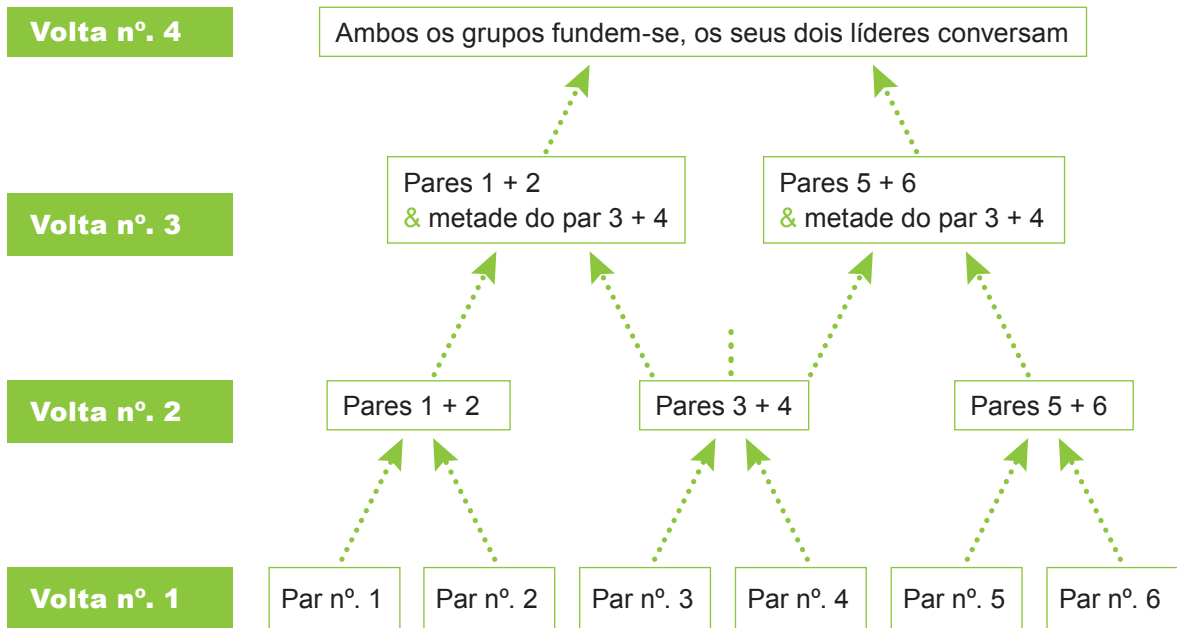 Volta nº. 4
Ambos os grupos fundem-se, os seus dois líderes conversam
Volta nº. 3
Pares 1 + 2
& metade do par 3 + 4
Pares 5 + 6
& metade do par 3 + 4
Volta nº. 2
Pares 1 + 2
Pares 3 + 4
Pares 5 + 6
Volta nº. 1
Par nº. 1
Par nº. 2
Par nº. 3
Par nº. 4
Par nº. 5
Par nº. 6